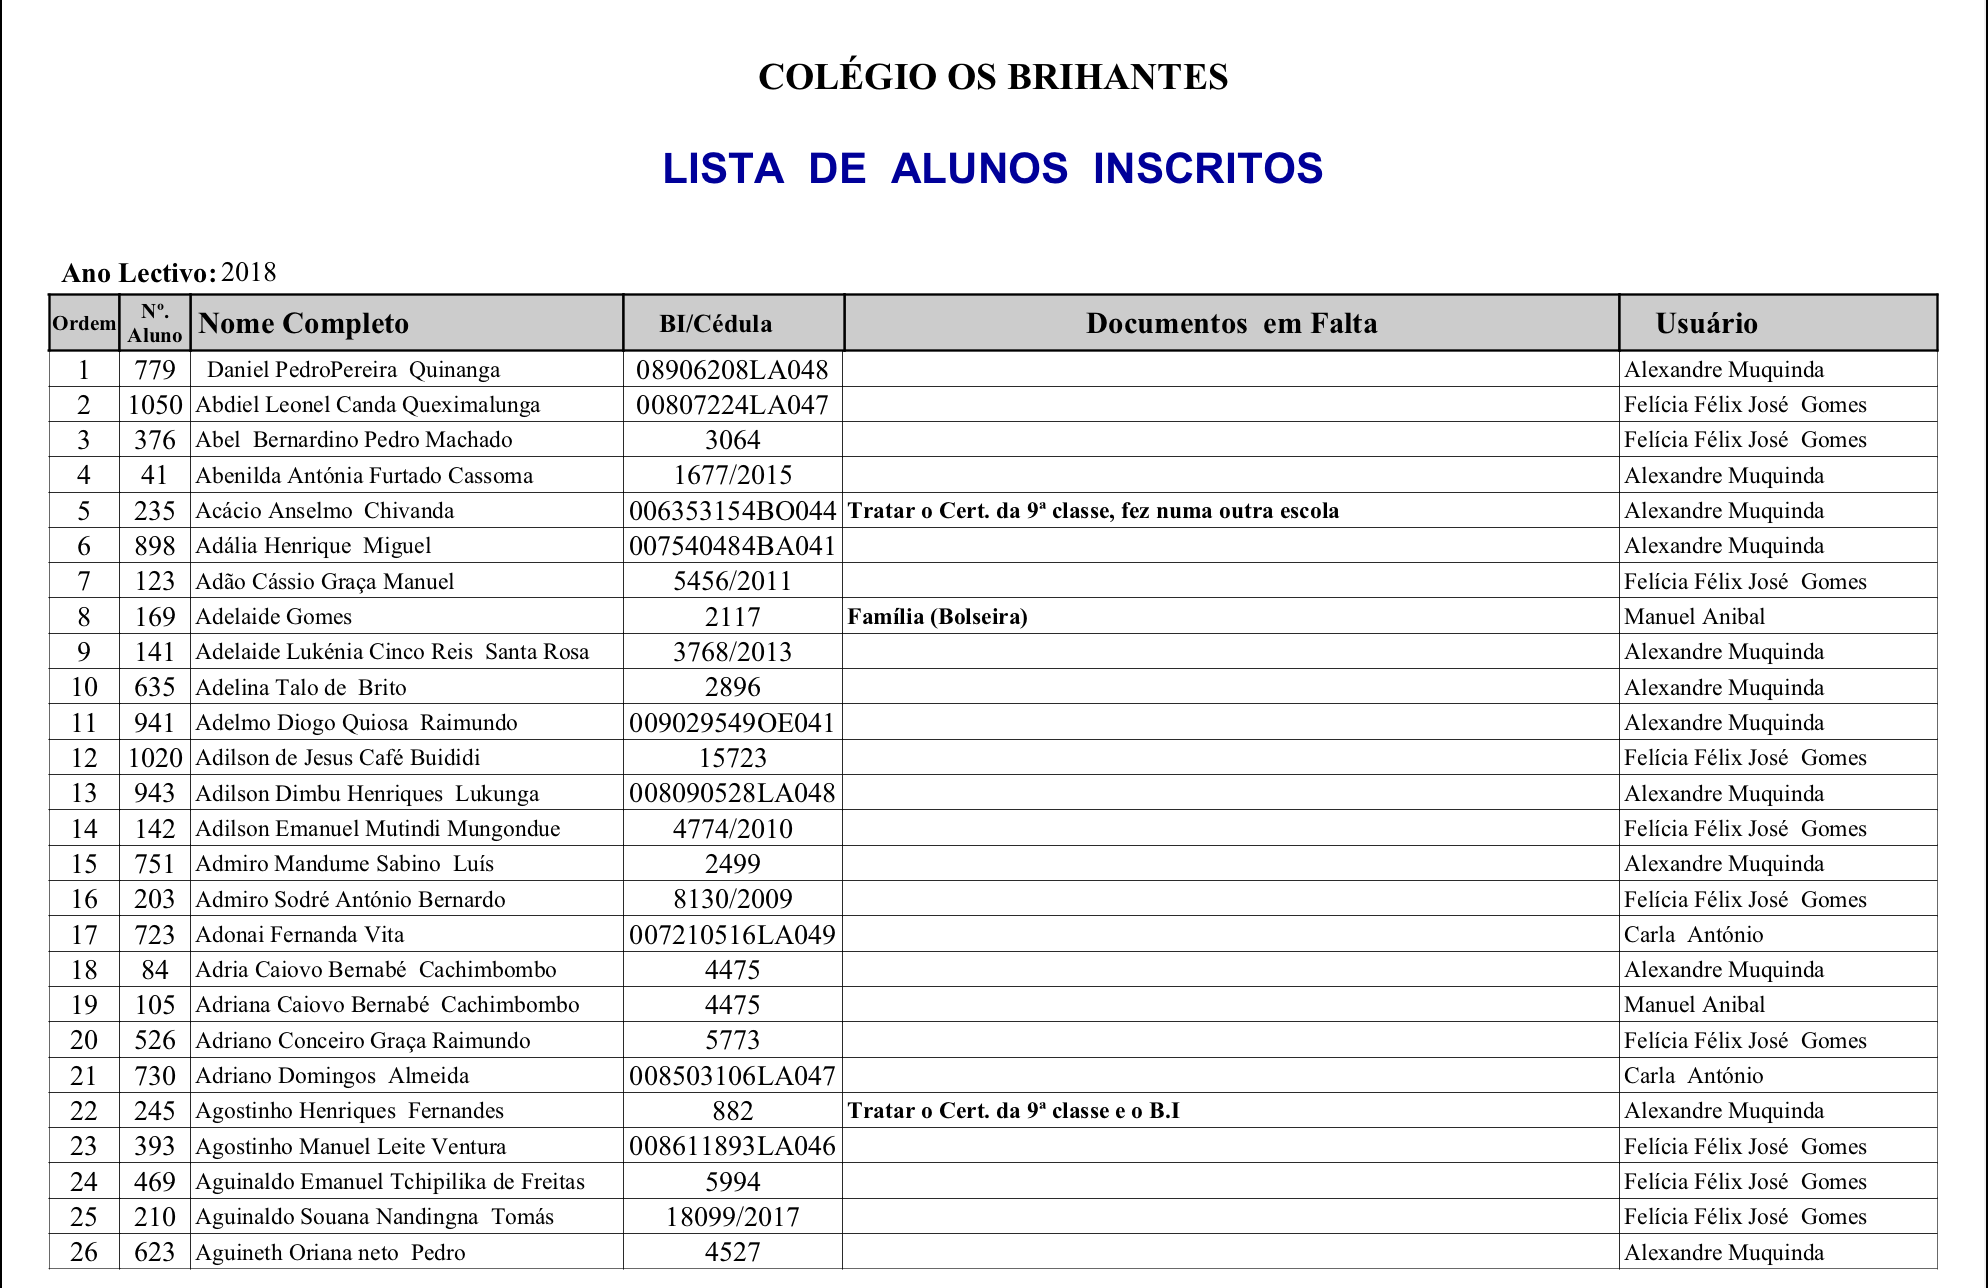 COLÉGIO OS BRIHANTES
LISTA DE ALUNOS INSCRITOS
Ano Lectivo: 2018
Ordem Nº. Aluno Nome Completo BI/Cédula Documentos em Falta Usuário
1 779 Daniel PedroPereira Quinanga 08906208LA048 Alexandre Muquinda
2 1050 Abdiel Leonel Canda Queximalunga 00807224LA047 Felícia Félix José Gomes
3 376 Abel Bernardino Pedro Machado 3064 Felícia Félix José Gomes
4 41 Abenilda Antónia Furtado Cassoma 1677/2015 Alexandre Muquinda
5 235 Acácio Anselmo Chivanda 006353154BO044 Tratar o Cert. da 9ª classe, fez numa outra escola Alexandre Muquinda
6 898 Adália Henrique Miguel 007540484BA041 Alexandre Muquinda
7 123 Adão Cássio Graça Manuel 5456/2011 Felícia Félix José Gomes
8 169 Adelaide Gomes 2117 Família (Bolseira) Manuel Anibal
9 141 Adelaide Lukénia Cinco Reis Santa Rosa 3768/2013 Alexandre Muquinda
10 635 Adelina Talo de Brito 2896 Alexandre Muquinda
11 941 Adelmo Diogo Quiosa Raimundo 009029549OE041 Alexandre Muquinda
12 1020 Adilson de Jesus Café Buididi 15723 Felícia Félix José Gomes
13 943 Adilson Dimbu Henriques Lukunga 008090528LA048 Alexandre Muquinda
14 142 Adilson Emanuel Mutindi Mungondue 4774/2010 Felícia Félix José Gomes
15 751 Admiro Mandume Sabino Luís 2499 Alexandre Muquinda
16 203 Admiro Sodré António Bernardo 8130/2009 Felícia Félix José Gomes
17 723 Adonai Fernanda Vita 007210516LA049 Carla António
18 84 Adria Caiovo Bernabé Cachimbombo 4475 Alexandre Muquinda
19 105 Adriana Caiovo Bernabé Cachimbombo 4475 Manuel Anibal
20 526 Adriano Conceiro Graça Raimundo 5773 Felícia Félix José Gomes
21 730 Adriano Domingos Almeida 008503106LA047 Carla António
22 245 Agostinho Henriques Fernandes 882 Tratar o Cert. da 9ª classe e o B.I Alexandre Muquinda
23 393 Agostinho Manuel Leite Ventura 008611893LA046 Felícia Félix José Gomes
24 469 Aguinaldo Emanuel Tchipilika de Freitas 5994 Felícia Félix José Gomes
25 210 Aguinaldo Souana Nandingna Tomás 18099/2017 Felícia Félix José Gomes
26 623 Aguineth Oriana neto Pedro 4527 Alexandre Muquinda